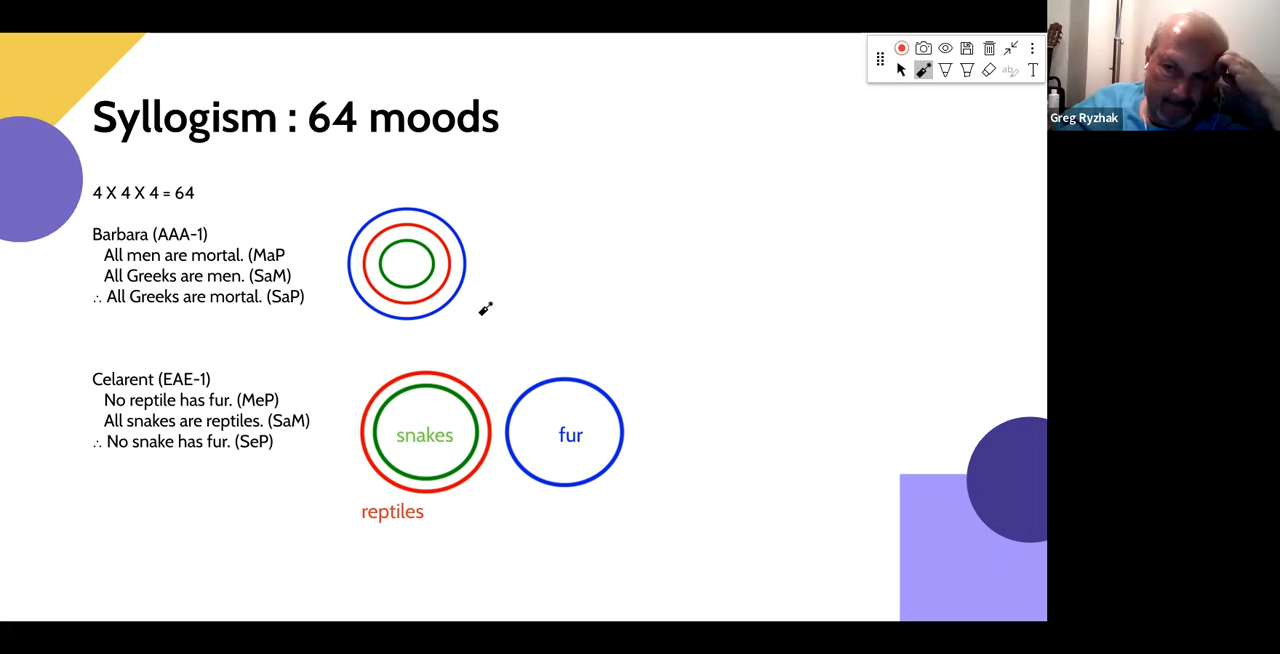 Syllogism : 64 moods
4 X 4 X 4 = 64
Barbara (AAA-1)
All men are mortal. (MaP
All Greeks are men. (SaM)
∴ All Greeks are mortal. (SaP)
Celarent (EAE-1)
No reptile has fur. (MeP)
All snakes are reptiles. (SaM)
∴ No snake has fur. (SeP)
snakes
fur
reptiles
ab
T
Greg Ryzhak